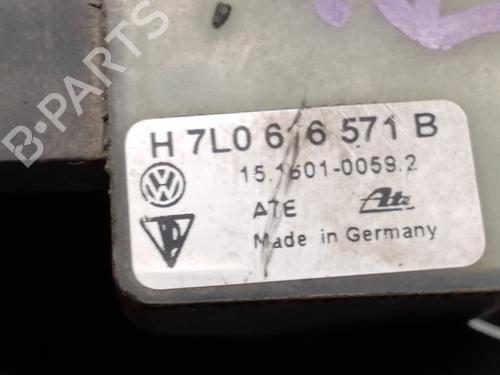 B-PARTS
H 7L0 616 571 B
15.1601-0059.2
ATE Ate
Made in Germany